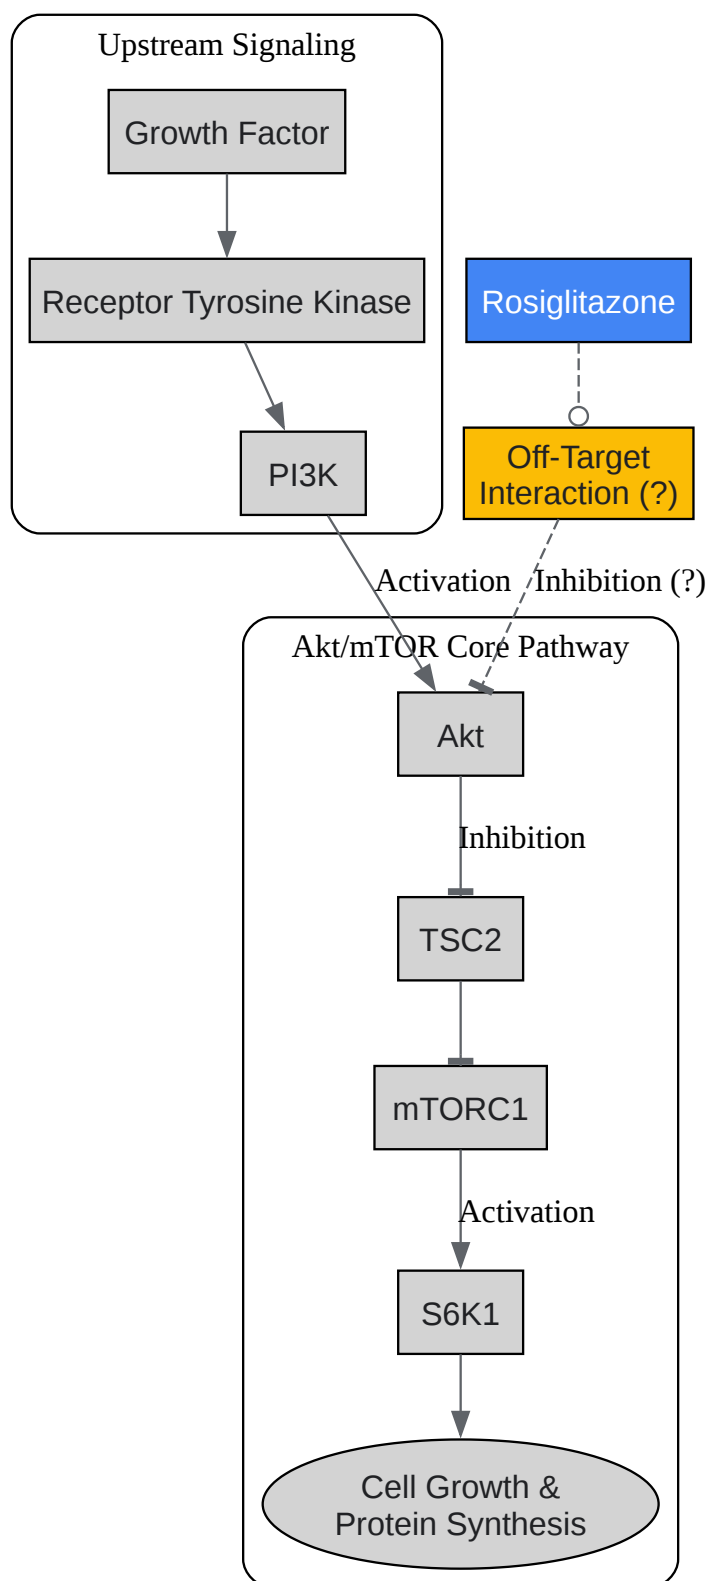 Upstream Signaling
Growth Factor
Receptor Tyrosine Kinase
Rosiglitazone
PI3K
Off-Target
Interaction (?)
Activation
Inhibition (?)
Akt/mTOR Core Pathway
Akt
Inhibition
TSC2
mTORC1
Activation
S6K1
Cell Growth &
Protein Synthesis